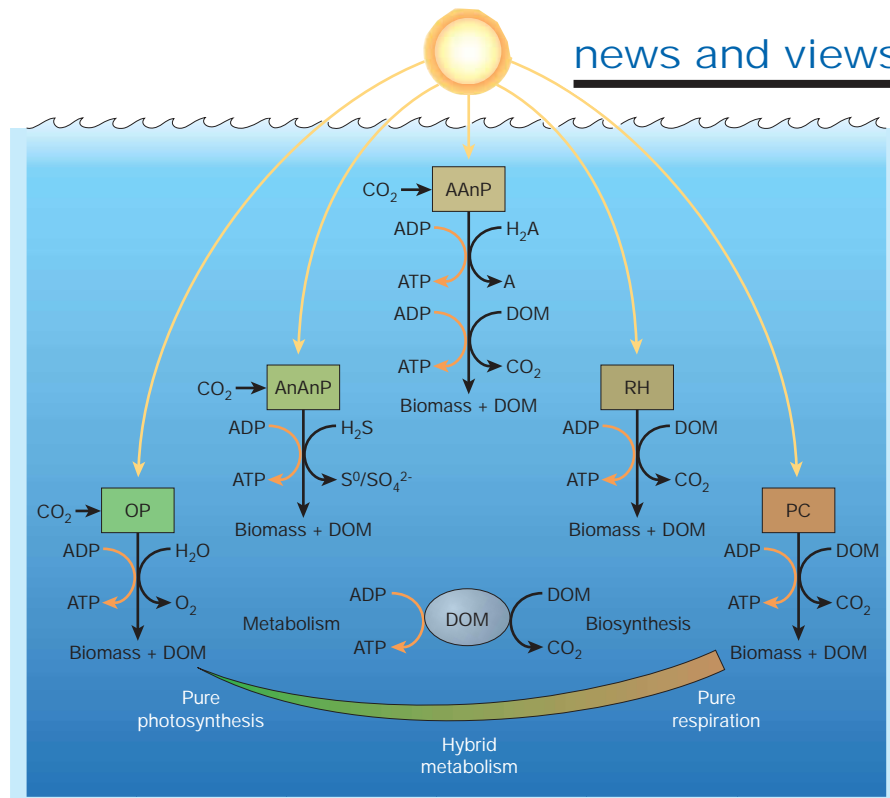 news and views
CO₂ AAnP
ADP H₂A
ATP A
ADP DOM
ATP CO₂
Biomass + DOM
CO₂ AnAnP
ADP H₂S
ATP S⁰/SO₄²⁻
Biomass + DOM
RH
ADP DOM
ATP CO₂
Biomass + DOM
CO₂ OP
ADP H₂O
ATP O₂
Biomass + DOM
PC
ADP DOM
ATP CO₂
Biomass + DOM
Metabolism
ADP DOM
DOM
ATP CO₂
Biosynthesis
Pure
photosynthesis
Hybrid
metabolism
Pure
respiration